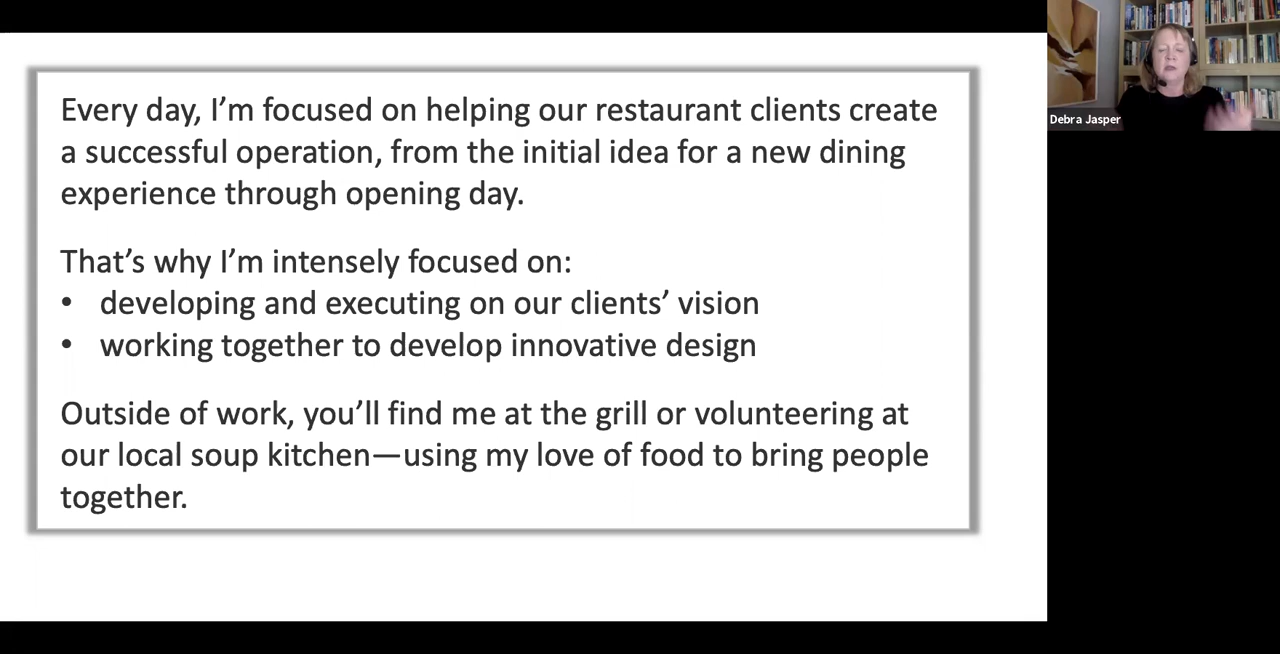 Every day, I’m focused on helping our restaurant clients create
a successful operation, from the initial idea for a new dining
experience through opening day.
That’s why I’m intensely focused on:
• developing and executing on our clients’ vision
• working together to develop innovative design
Outside of work, you’ll find me at the grill or volunteering at
our local soup kitchen—using my love of food to bring people
together.
Debra Jasper